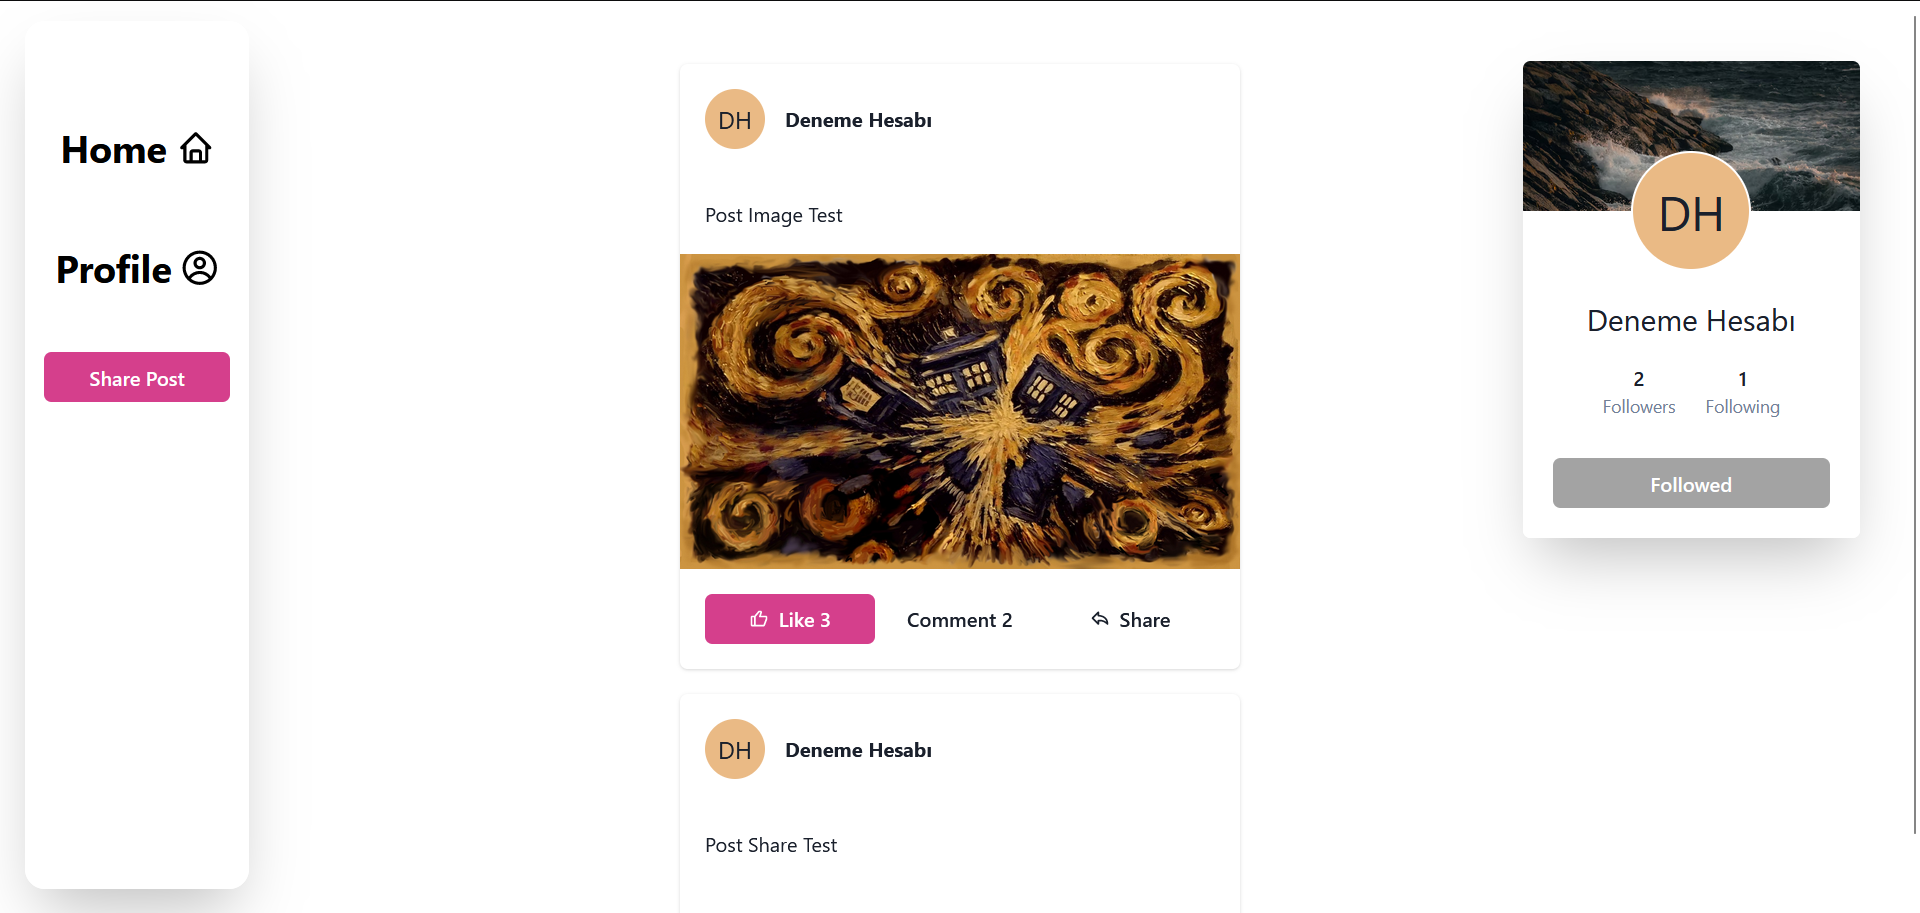 Home
Profile
Share Post
DH
Deneme Hesabı
Post Image Test
Like 3
Comment 2
Share
DH
Deneme Hesabı
Post Share Test
DH
Deneme Hesabı
2
Followers
1
Following
Followed